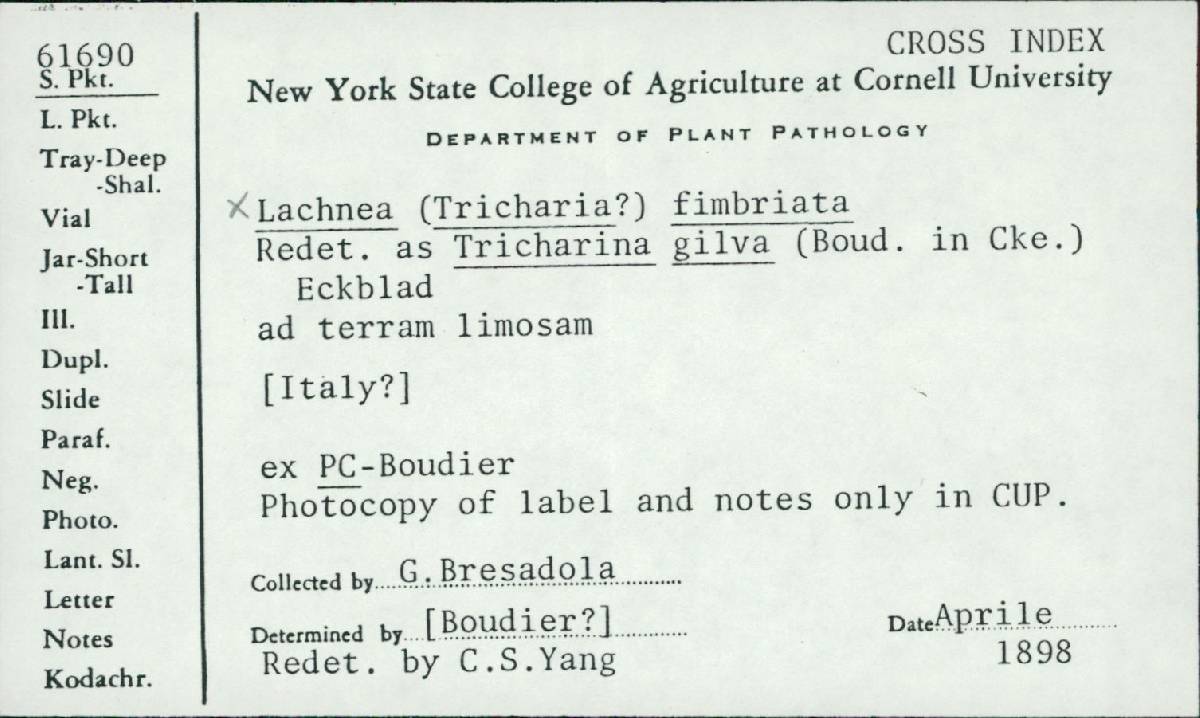 61690
S. Pkt.
L. Pkt.
Tray-Deep
-Shal.
Vial
Jar-Short
-Tall
Ill.
Dupl.
Slide
Paraf.
Neg.
Photo.
Lant. Sl.
Letter
Notes
Kodachr.
CROSS INDEX
New York State College of Agriculture at Cornell University
DEPARTMENT OF PLANT PATHOLOGY
x Lachnea (Tricharia?) fimbriata
Redet. as Tricharina gilva (Boud. in Cke.)
Eckblad
ad terram limosam
[Italy?]
ex PC-Boudier
Photocopy of label and notes only in CUP.
Collected by G.Bresadola
Determined by [Boudier?]
Redet. by C.S.Yang
Date Aprile
1898